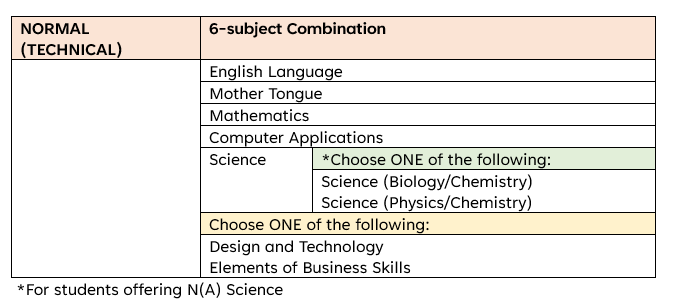 NORMAL
(TECHNICAL)
6-subject Combination
English Language
Mother Tongue
Mathematics
Computer Applications
Science
*Choose ONE of the following:
Science (Biology/Chemistry)
Science (Physics/Chemistry)
Choose ONE of the following:
Design and Technology
Elements of Business Skills
*For students offering N(A) Science